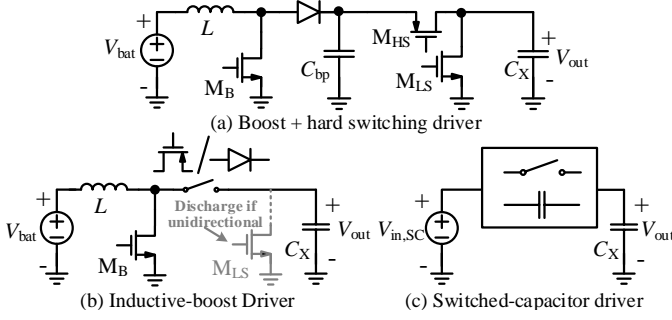 L
M_HS
V_bat
+
-
M_B
C_bp
M_LS
C_X
+
V_out
-
(a) Boost + hard switching driver
L
Discharge if
unidirectional
V_bat
+
-
M_B
M_LS
C_X
+
V_out
-
V_in,SC
+
-
C_X
+
V_out
-
(b) Inductive-boost Driver
(c) Switched-capacitor driver